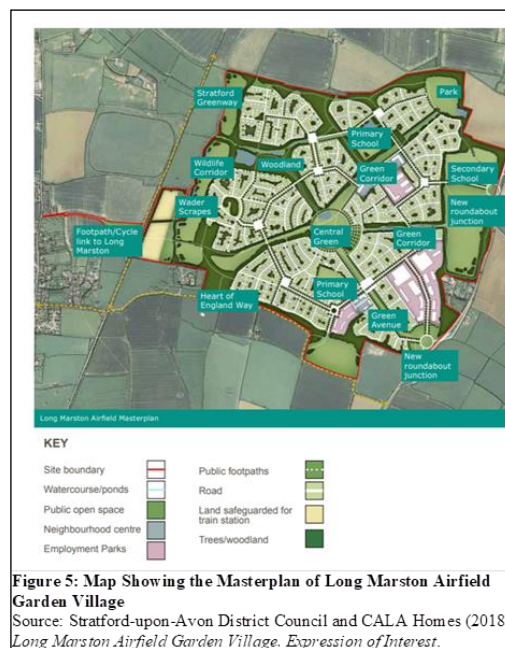 Stratford
Greenway
Park
Primary
School
Wildlife
Corridor
Woodland
Green
Corridor
Secondary
School
Wader
Scrapes
New
roundabout
junction
Footpath/Cycle
link to Long
Marston
Central
Green
Green
Corridor
Heart of
England Way
Primary
School
Green
Avenue
New
roundabout
junction
Long Marston Airfield Masterplan
KEY
Site boundary
Watercourse/ponds
Public open space
Neighbourhood centre
Employment Parks
Public footpaths
Road
Land safeguarded for
train station
Trees/woodland
Figure 5: Map Showing the Masterplan of Long Marston Airfield
Garden Village
Source: Stratford-upon-Avon District Council and CALA Homes (2018
Long Marston Airfield Garden Village. Expression of Interest.